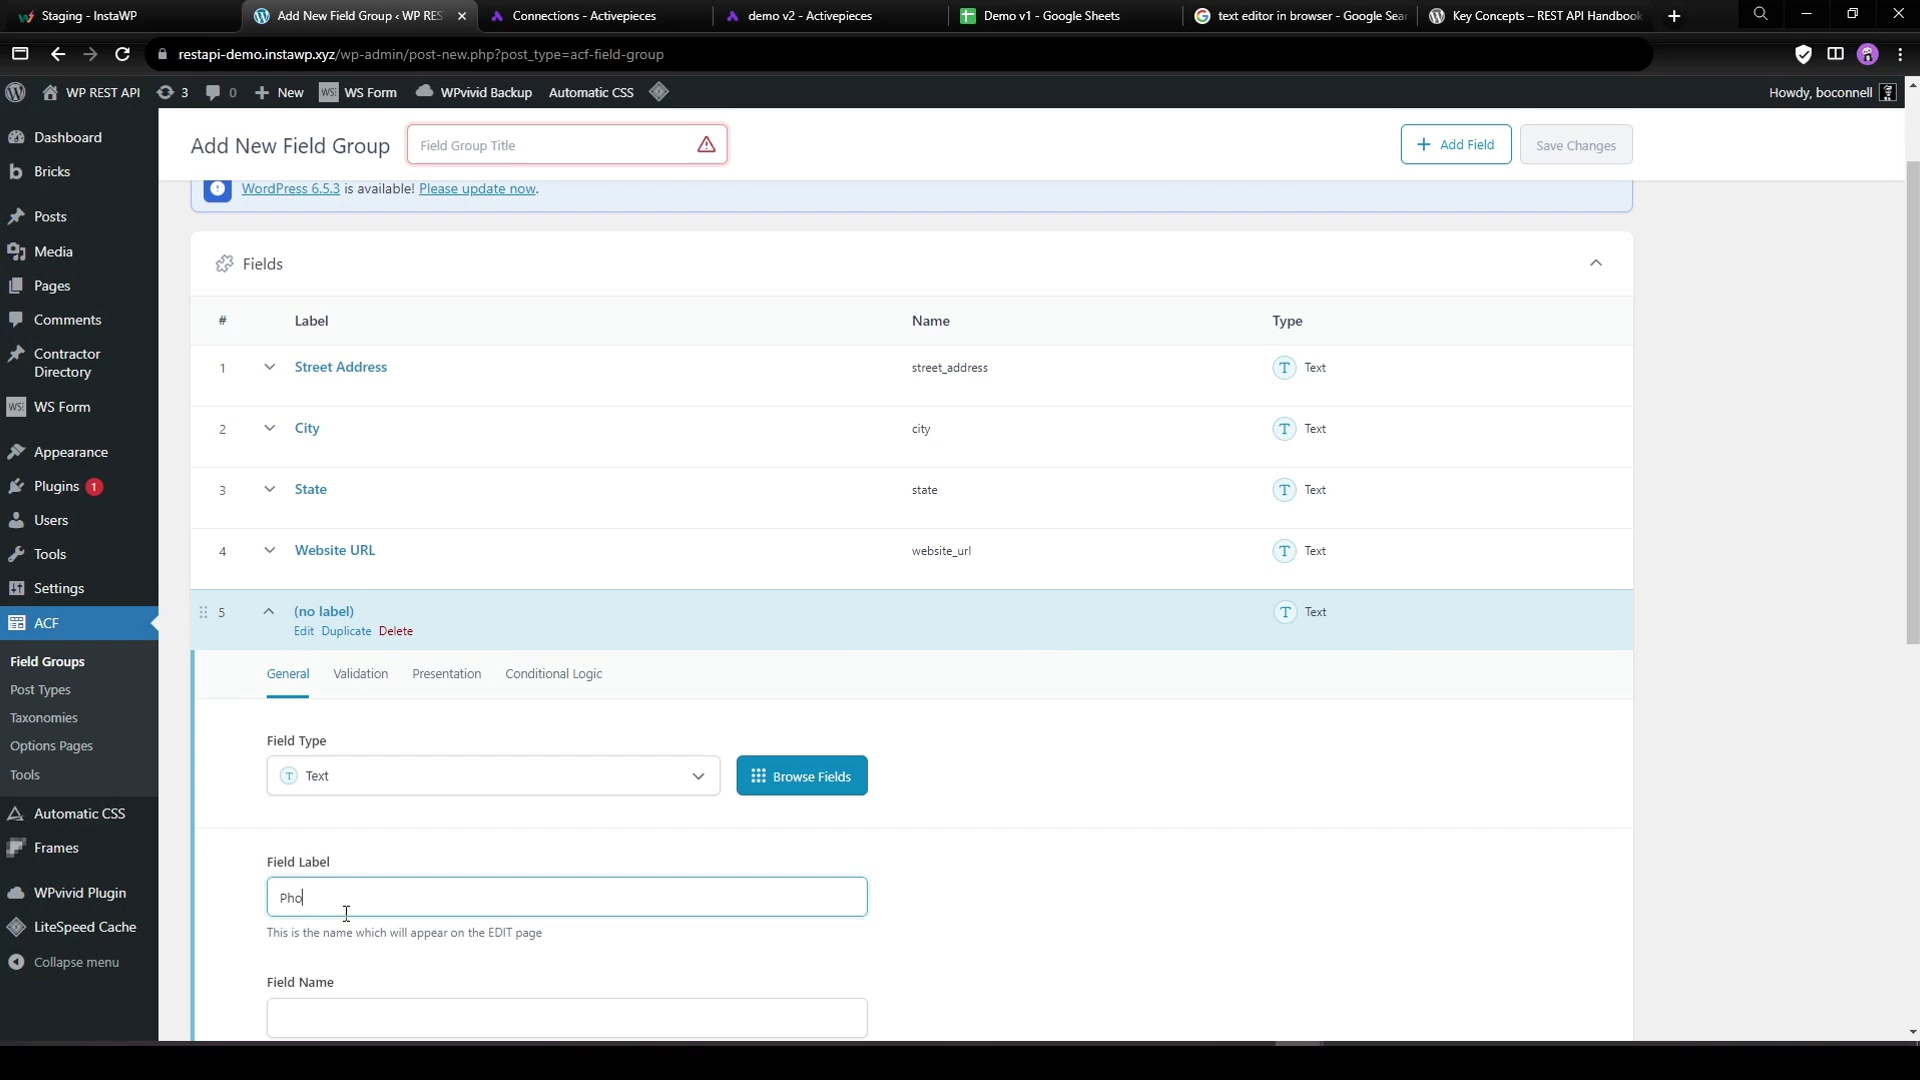 Staging - InstaWP
Add New Field Group ‹ WP RES
Connections - Activepieces
demo v2 - Activepieces
Demo v1 - Google Sheets
text editor in browser - Google Sear
Key Concepts – REST API Handbook
restapi-demo.instawp.xyz/wp-admin/post-new.php?post_type=acf-field-group
WP REST API
3
0
New
WS Form
WPvivid Backup
Automatic CSS
Howdy, boconnell
Dashboard
Bricks
Posts
Media
Pages
Comments
Contractor
Directory
WS Form
Appearance
Plugins 1
Users
Tools
Settings
ACF
Field Groups
Post Types
Taxonomies
Options Pages
Tools
Automatic CSS
Frames
WPvivid Plugin
LiteSpeed Cache
Collapse menu
Add New Field Group
Field Group Title
Add Field
Save Changes
WordPress 6.5.3 is available! Please update now.
Fields
# Label Name Type
1 Street Address street_address Text
2 City city Text
3 State state Text
4 Website URL website_url Text
5 (no label) Text
Edit Duplicate Delete
General Validation Presentation Conditional Logic
Field Type
Text
Browse Fields
Field Label
Pho
This is the name which will appear on the EDIT page
Field Name